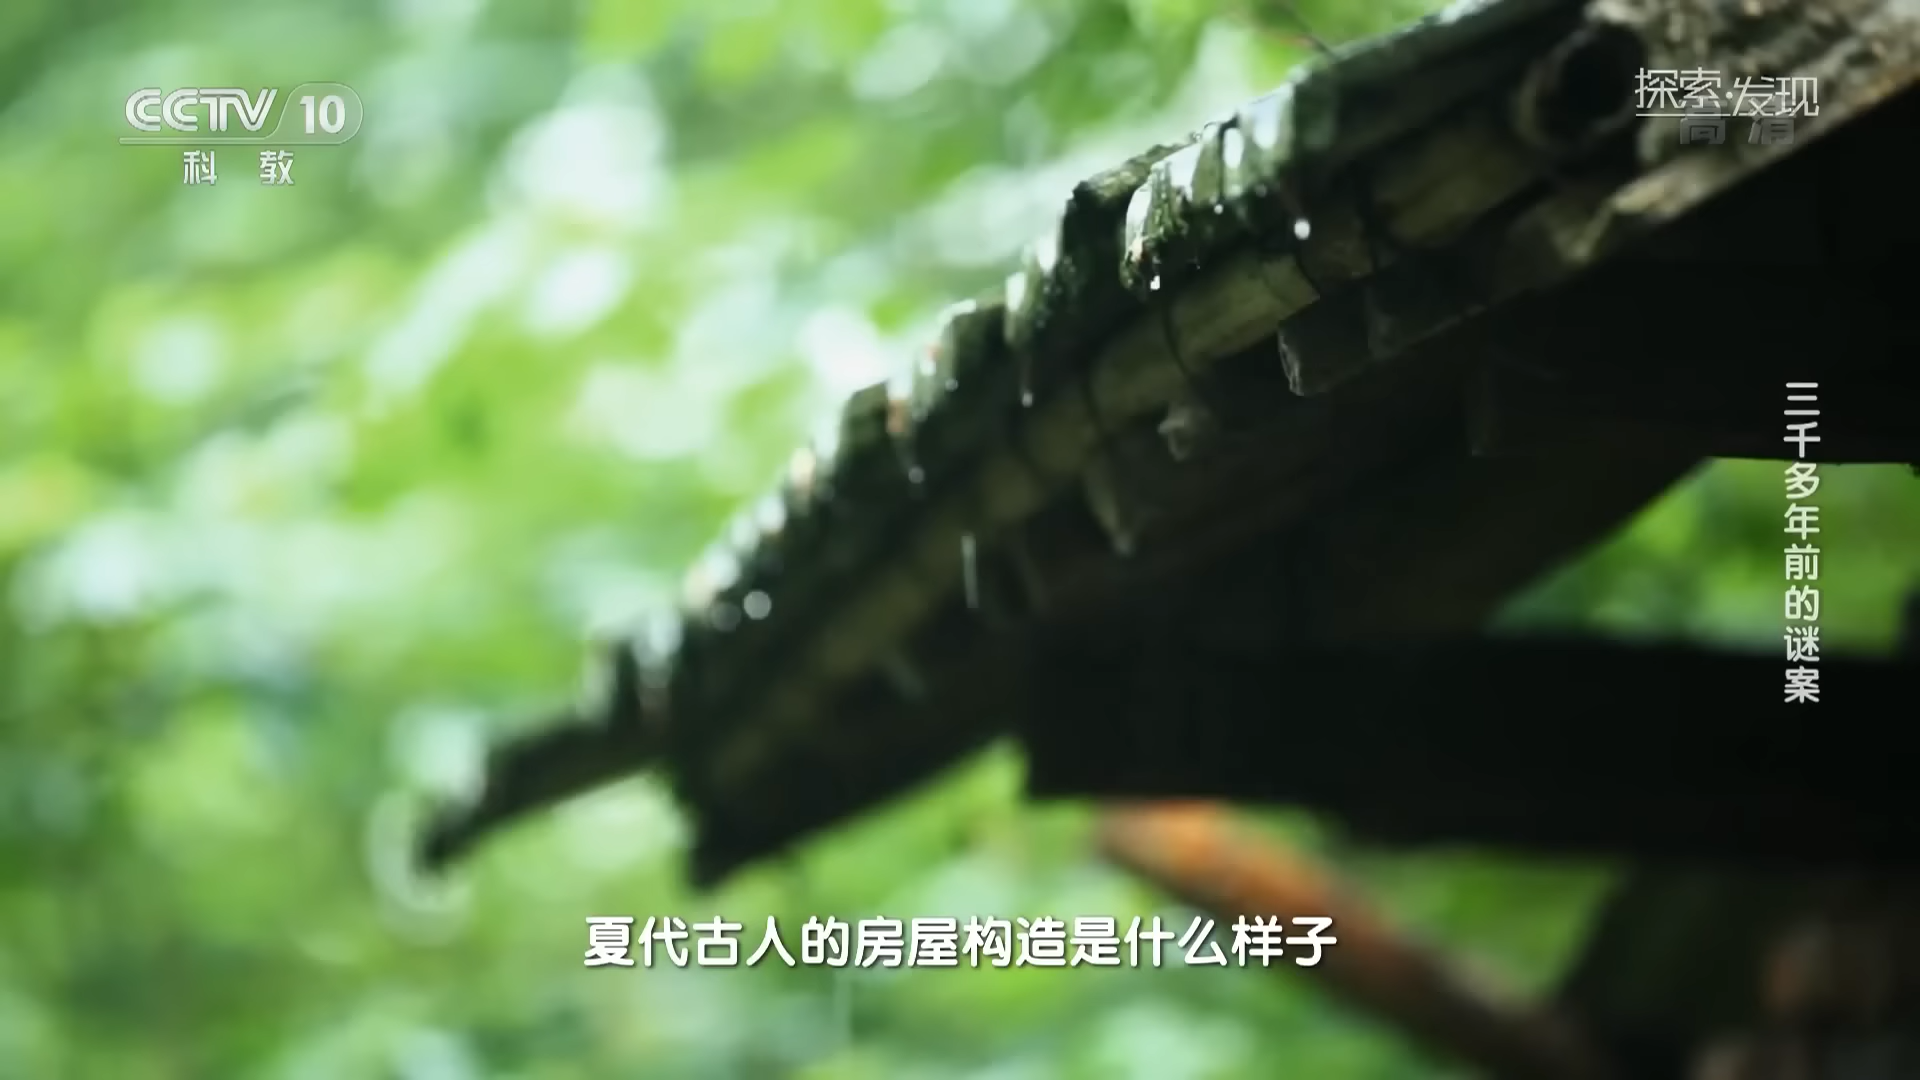 CCTV 10
科 教
探索·发现
高清
三千多年前的谜案
夏代古人的房屋构造是什么样子